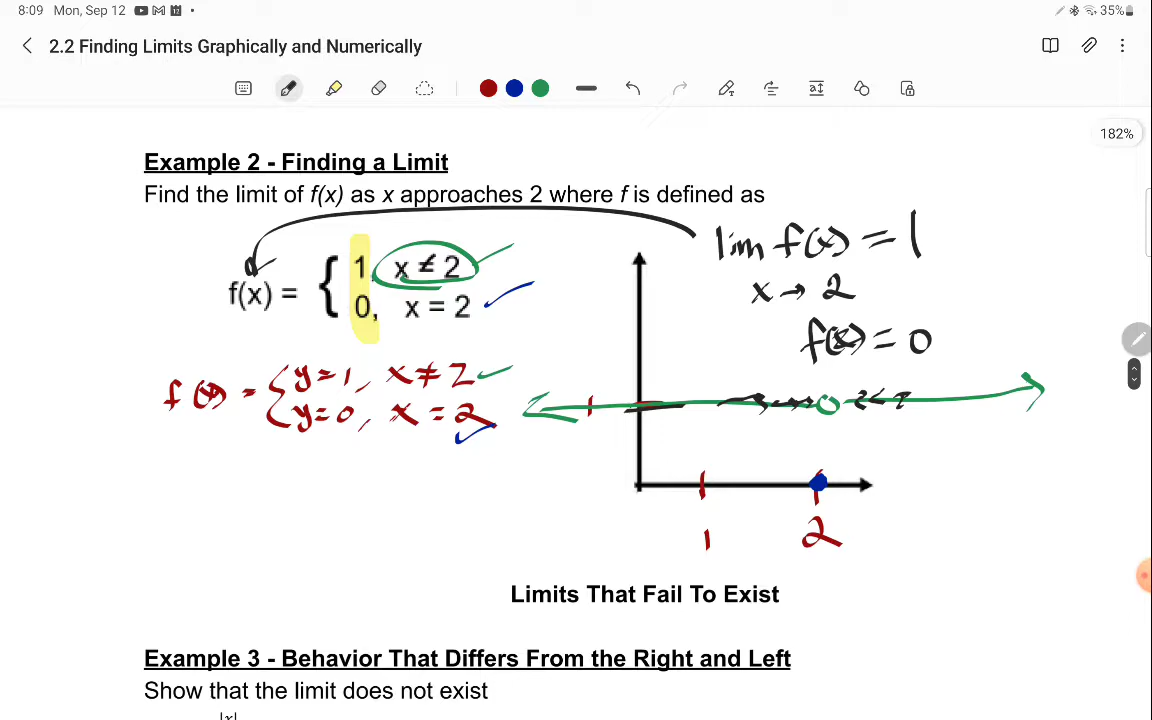 8:09 Mon, Sep 12
35%
2.2 Finding Limits Graphically and Numerically
182%
Example 2 - Finding a Limit
Find the limit of f(x) as x approaches 2 where f is defined as
lim f(x) = 1
x → 2
f(x) = { 1, x ≠ 2
0, x = 2
f(x) = 0
f(x) = { y = 1, x ≠ 2
y = 0, x = 2
1
1 2
Limits That Fail To Exist
Example 3 - Behavior That Differs From the Right and Left
Show that the limit does not exist
|x|